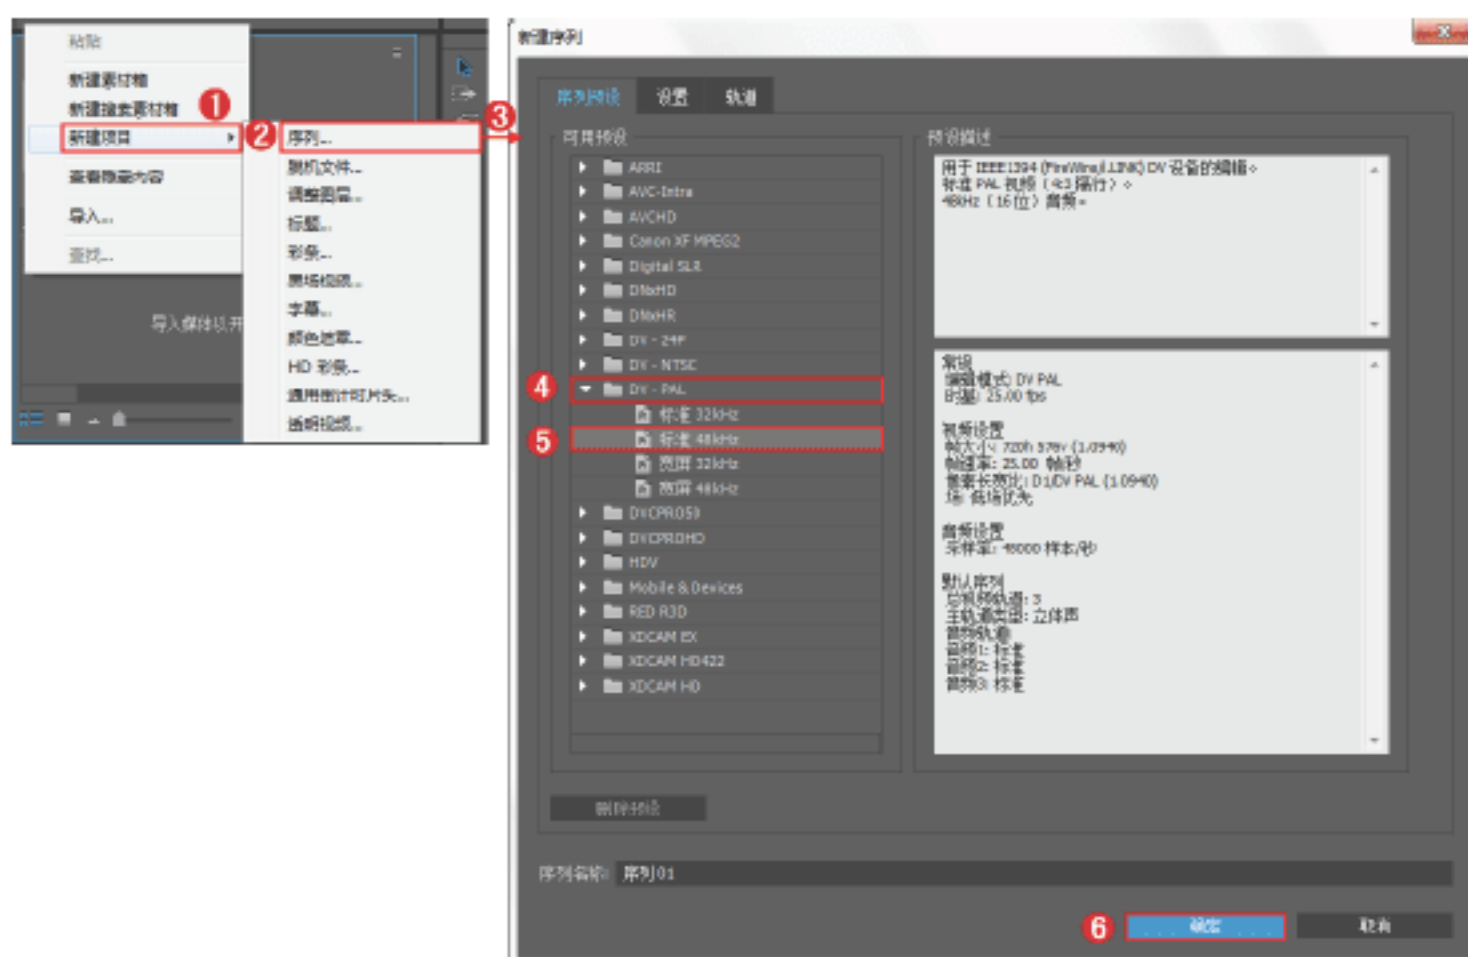 粘贴
新建素材箱
新建搜索素材箱
1
新建项目
查看隐藏内容
导入...
查找...
导入媒体以开
2
序列...
脱机文件...
调整图层...
标题...
彩条...
黑场视频...
字幕...
颜色遮罩...
HD 彩条...
通用倒计时片头...
透明视频...
3
新建序列
序列预设 设置 轨道
可用预设
ARRI
AVC-Intra
AVCHD
Canon XF MPEG2
Digital SLR
DNxHD
DNxHR
DV - 24P
DV - NTSC
4
DV - PAL
标准 32kHz
5
标准 48kHz
宽屏 32kHz
宽屏 48kHz
DVCPRO50
DVCPROHD
HDV
Mobile & Devices
RED R3D
XDCAM EX
XDCAM HD422
XDCAM HD
删除预设
预设描述
用于 IEEE1394 (FireWire/i.LINK) DV 设备的编辑。
标准 PAL 视频（4:3 隔行）。
48kHz（16 位）音频。
常规
编辑模式: DV PAL
时基: 25.00 fps
视频设置
帧大小: 720h 576v (1.0940)
帧速率: 25.00 帧/秒
像素长宽比: D1/DV PAL (1.0940)
场: 低场优先
音频设置
采样率: 48000 样本/秒
默认序列
总视频轨道: 3
主轨道类型: 立体声
音频轨道:
音频1: 标准
音频2: 标准
音频3: 标准
序列名称: 序列 01
6
确定
取消